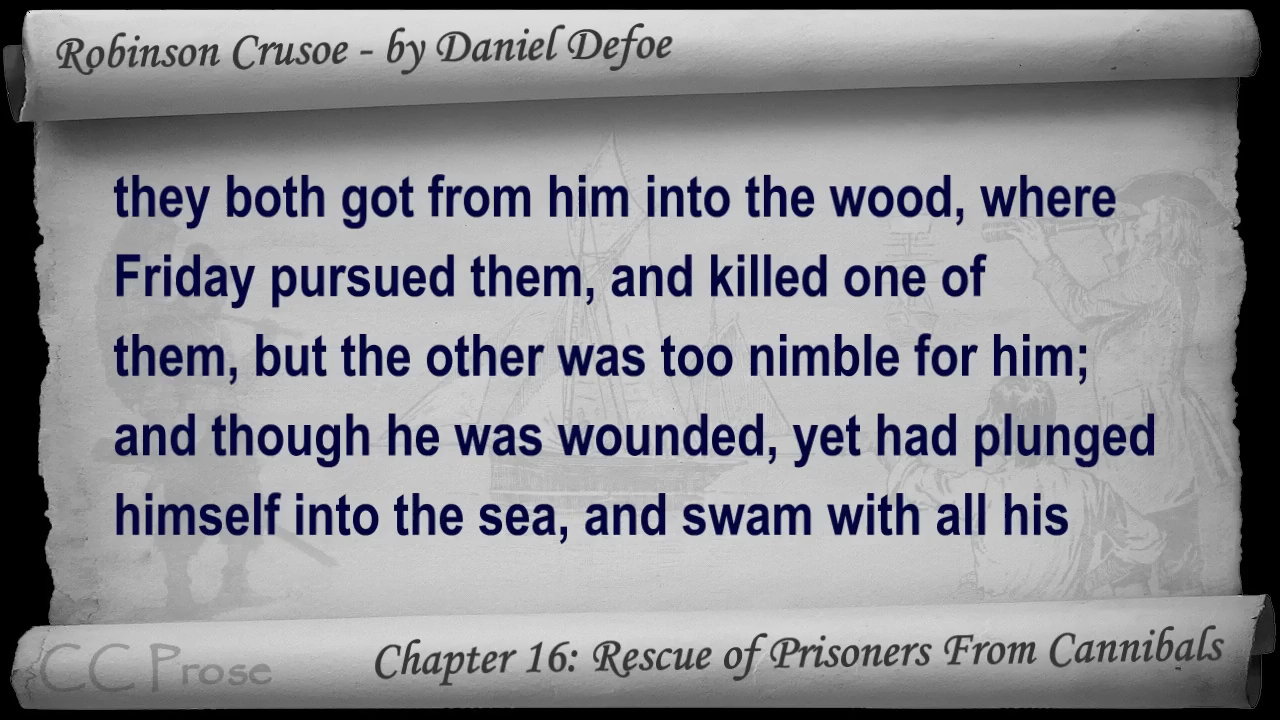 Robinson Crusoe - by Daniel Defoe
they both got from him into the wood, where
Friday pursued them, and killed one of
them, but the other was too nimble for him;
and though he was wounded, yet had plunged
himself into the sea, and swam with all his
CC Prose
Chapter 16: Rescue of Prisoners From Cannibals